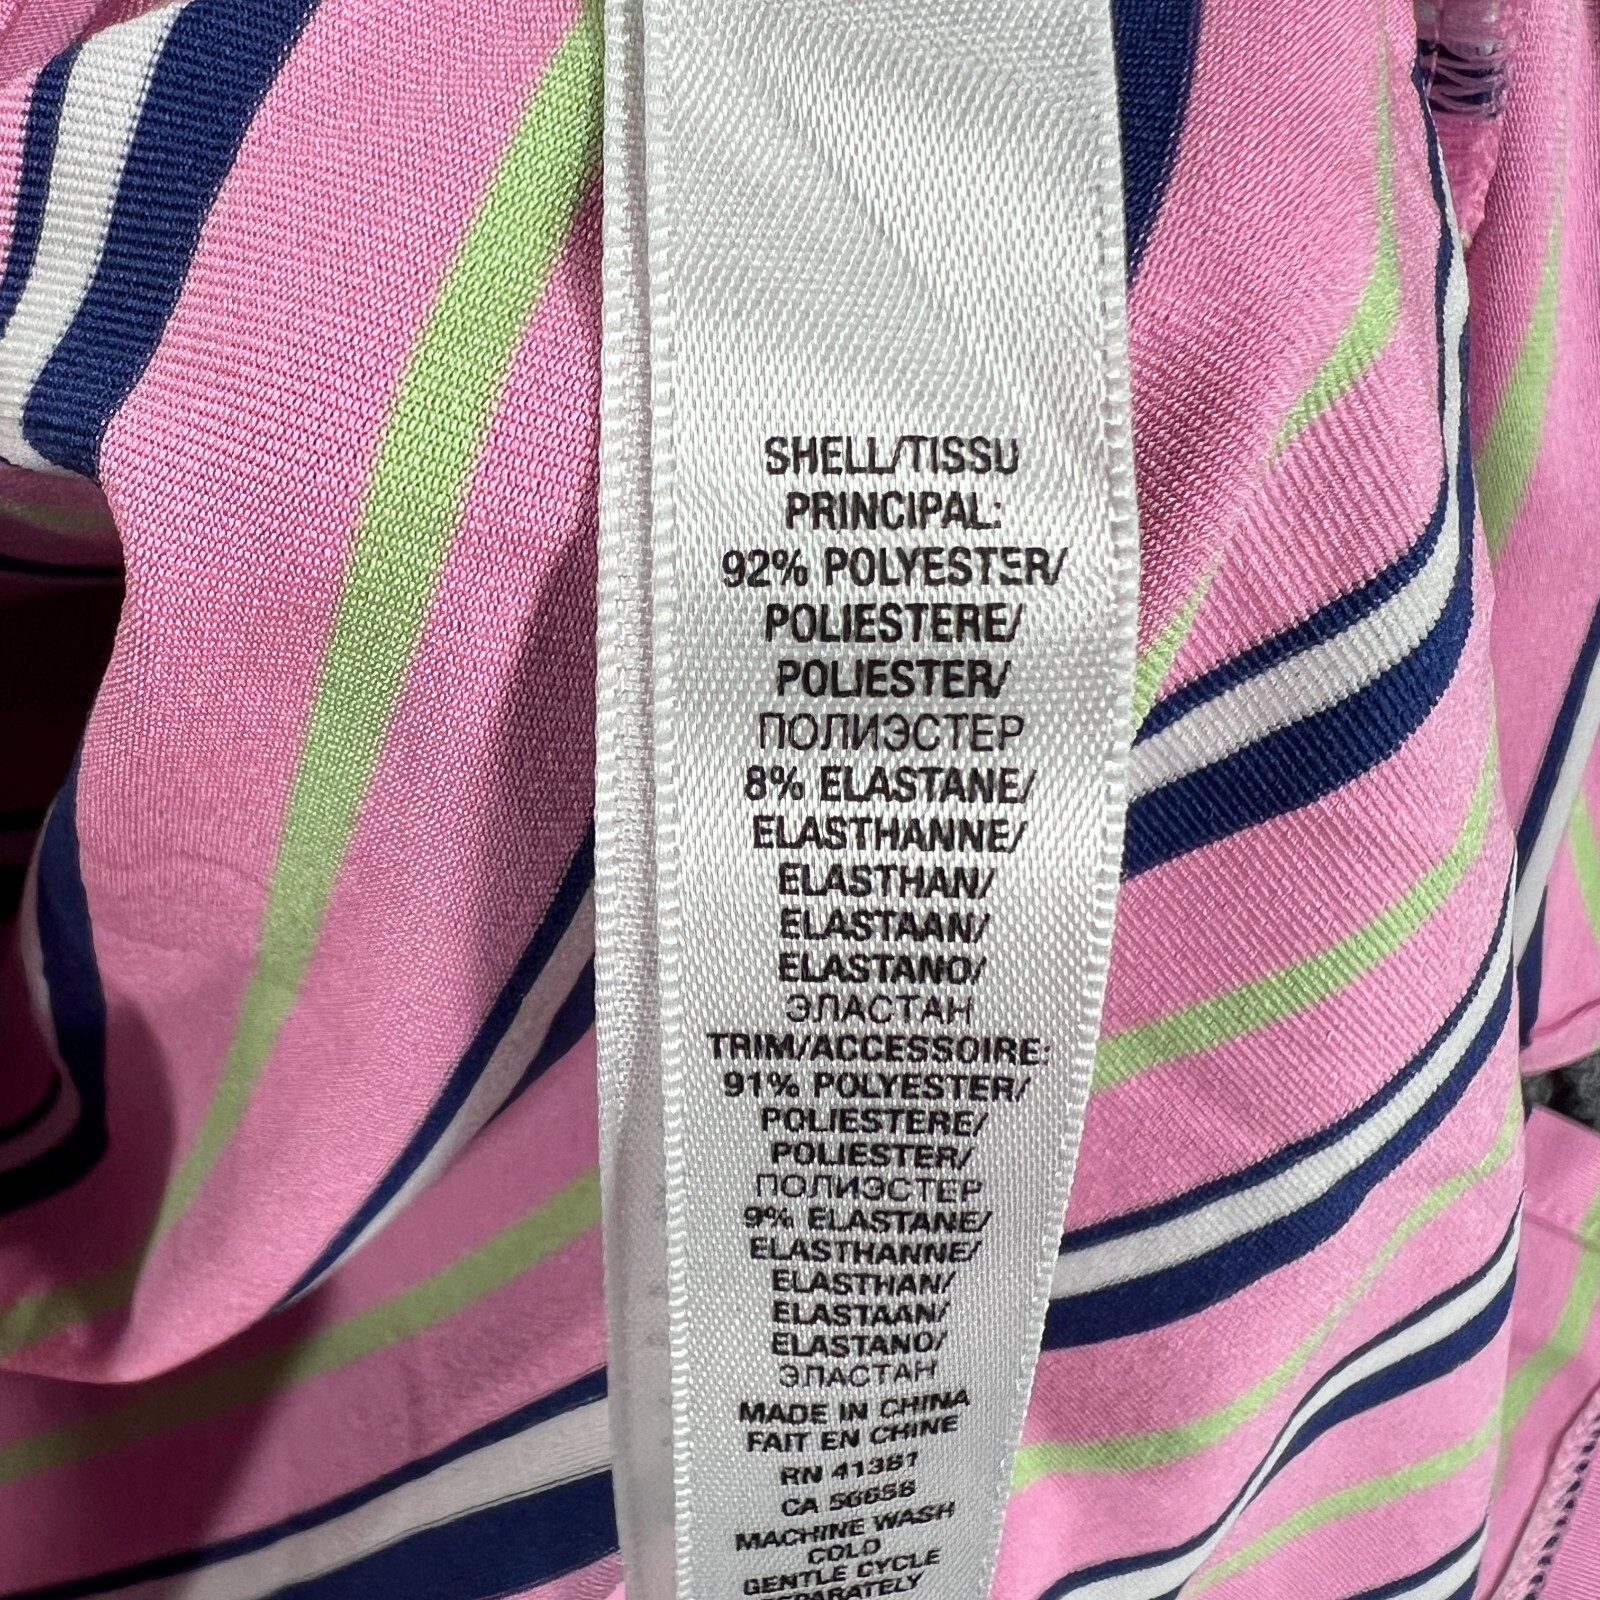 SHELL/TISSU
PRINCIPAL:
92% POLYESTER/
POLIESTERE/
POLIESTER/
ПОЛИЭСТЕР
8% ELASTANE/
ELASTHANNE/
ELASTHAN/
ELASTAAN/
ELASTANO/
ЭЛАСТАН
TRIM/ACCESSOIRE:
91% POLYESTER/
POLIESTERE/
POLIESTER/
ПОЛИЭСТЕР
9% ELASTANE/
ELASTHANNE/
ELASTHAN/
ELASTAAN/
ELASTANO/
ЭЛАСТАН
MADE IN CHINA
FAIT EN CHINE
RN 41381
CA 56656
MACHINE WASH
COLD
GENTLE CYCLE
SEPARATELY